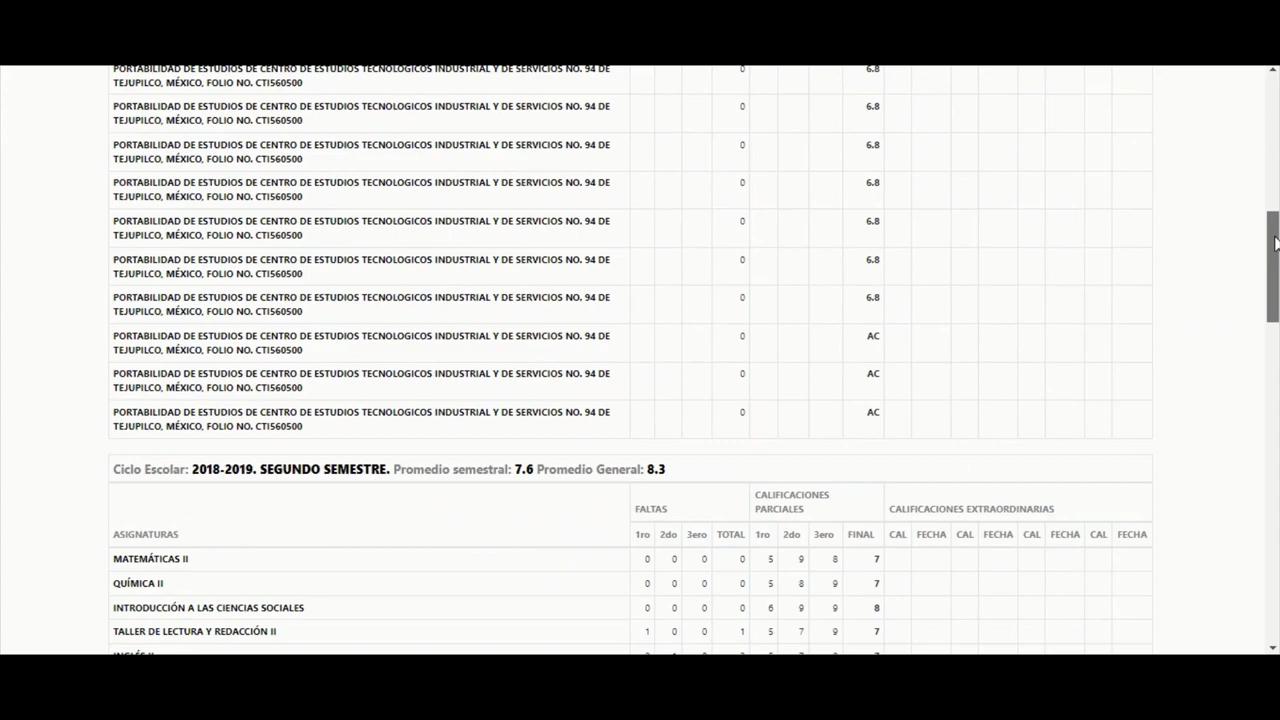 PORTABILIDAD DE ESTUDIOS DE CENTRO DE ESTUDIOS TECNOLOGICOS INDUSTRIAL Y DE SERVICIOS NO. 94 DE 0 6.8
TEJUPILCO, MÉXICO, FOLIO NO. CTI560500
PORTABILIDAD DE ESTUDIOS DE CENTRO DE ESTUDIOS TECNOLOGICOS INDUSTRIAL Y DE SERVICIOS NO. 94 DE 0 6.8
TEJUPILCO, MÉXICO, FOLIO NO. CTI560500
PORTABILIDAD DE ESTUDIOS DE CENTRO DE ESTUDIOS TECNOLOGICOS INDUSTRIAL Y DE SERVICIOS NO. 94 DE 0 6.8
TEJUPILCO, MÉXICO, FOLIO NO. CTI560500
PORTABILIDAD DE ESTUDIOS DE CENTRO DE ESTUDIOS TECNOLOGICOS INDUSTRIAL Y DE SERVICIOS NO. 94 DE 0 6.8
TEJUPILCO, MÉXICO, FOLIO NO. CTI560500
PORTABILIDAD DE ESTUDIOS DE CENTRO DE ESTUDIOS TECNOLOGICOS INDUSTRIAL Y DE SERVICIOS NO. 94 DE 0 6.8
TEJUPILCO, MÉXICO, FOLIO NO. CTI560500
PORTABILIDAD DE ESTUDIOS DE CENTRO DE ESTUDIOS TECNOLOGICOS INDUSTRIAL Y DE SERVICIOS NO. 94 DE 0 6.8
TEJUPILCO, MÉXICO, FOLIO NO. CTI560500
PORTABILIDAD DE ESTUDIOS DE CENTRO DE ESTUDIOS TECNOLOGICOS INDUSTRIAL Y DE SERVICIOS NO. 94 DE 0 6.8
TEJUPILCO, MÉXICO, FOLIO NO. CTI560500
PORTABILIDAD DE ESTUDIOS DE CENTRO DE ESTUDIOS TECNOLOGICOS INDUSTRIAL Y DE SERVICIOS NO. 94 DE 0 AC
TEJUPILCO, MÉXICO, FOLIO NO. CTI560500
PORTABILIDAD DE ESTUDIOS DE CENTRO DE ESTUDIOS TECNOLOGICOS INDUSTRIAL Y DE SERVICIOS NO. 94 DE 0 AC
TEJUPILCO, MÉXICO, FOLIO NO. CTI560500
PORTABILIDAD DE ESTUDIOS DE CENTRO DE ESTUDIOS TECNOLOGICOS INDUSTRIAL Y DE SERVICIOS NO. 94 DE 0 AC
TEJUPILCO, MÉXICO, FOLIO NO. CTI560500
Ciclo Escolar: 2018-2019. SEGUNDO SEMESTRE. Promedio semestral: 7.6 Promedio General: 8.3
CALIFICACIONES
FALTAS PARCIALES CALIFICACIONES EXTRAORDINARIAS
ASIGNATURAS 1ro 2do 3ero TOTAL 1ro 2do 3ero FINAL CAL FECHA CAL FECHA CAL FECHA CAL FECHA
MATEMÁTICAS II 0 0 0 0 5 9 8 7
QUÍMICA II 0 0 0 0 5 8 9 7
INTRODUCCIÓN A LAS CIENCIAS SOCIALES 0 0 0 0 6 9 9 8
TALLER DE LECTURA Y REDACCIÓN II 1 0 0 1 5 7 9 7